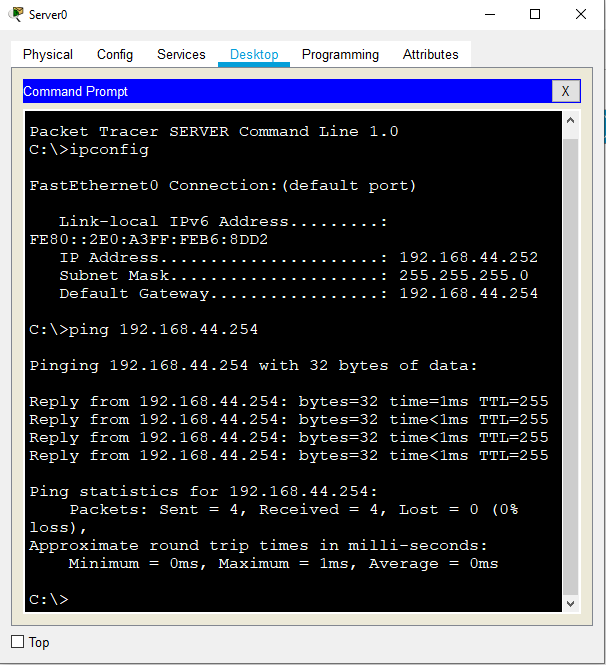 Server0
Physical Config Services Desktop Programming Attributes
Command Prompt X
Packet Tracer SERVER Command Line 1.0
C:\>ipconfig
FastEthernet0 Connection:(default port)
Link-local IPv6 Address.........:
FE80::2E0:A3FF:FEB6:8DD2
IP Address......................: 192.168.44.252
Subnet Mask.....................: 255.255.255.0
Default Gateway.................: 192.168.44.254
C:\>ping 192.168.44.254
Pinging 192.168.44.254 with 32 bytes of data:
Reply from 192.168.44.254: bytes=32 time=1ms TTL=255
Reply from 192.168.44.254: bytes=32 time<1ms TTL=255
Reply from 192.168.44.254: bytes=32 time<1ms TTL=255
Reply from 192.168.44.254: bytes=32 time<1ms TTL=255
Ping statistics for 192.168.44.254:
Packets: Sent = 4, Received = 4, Lost = 0 (0%
loss),
Approximate round trip times in milli-seconds:
Minimum = 0ms, Maximum = 1ms, Average = 0ms
C:\>
Top